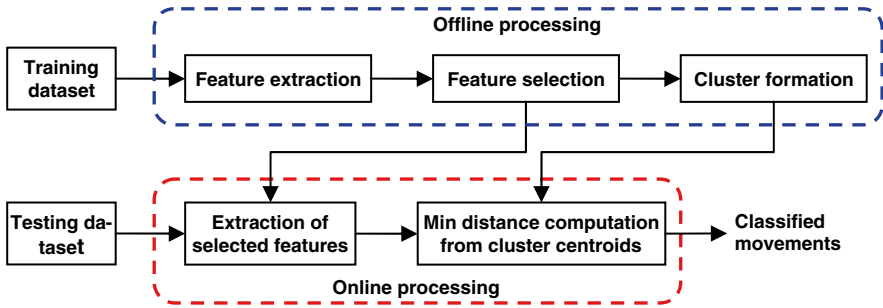 Offline processing
Training
dataset
Feature extraction
Feature selection
Cluster formation
Testing da-
taset
Extraction of
selected features
Min distance computation
from cluster centroids
Classified
movements
Online processing